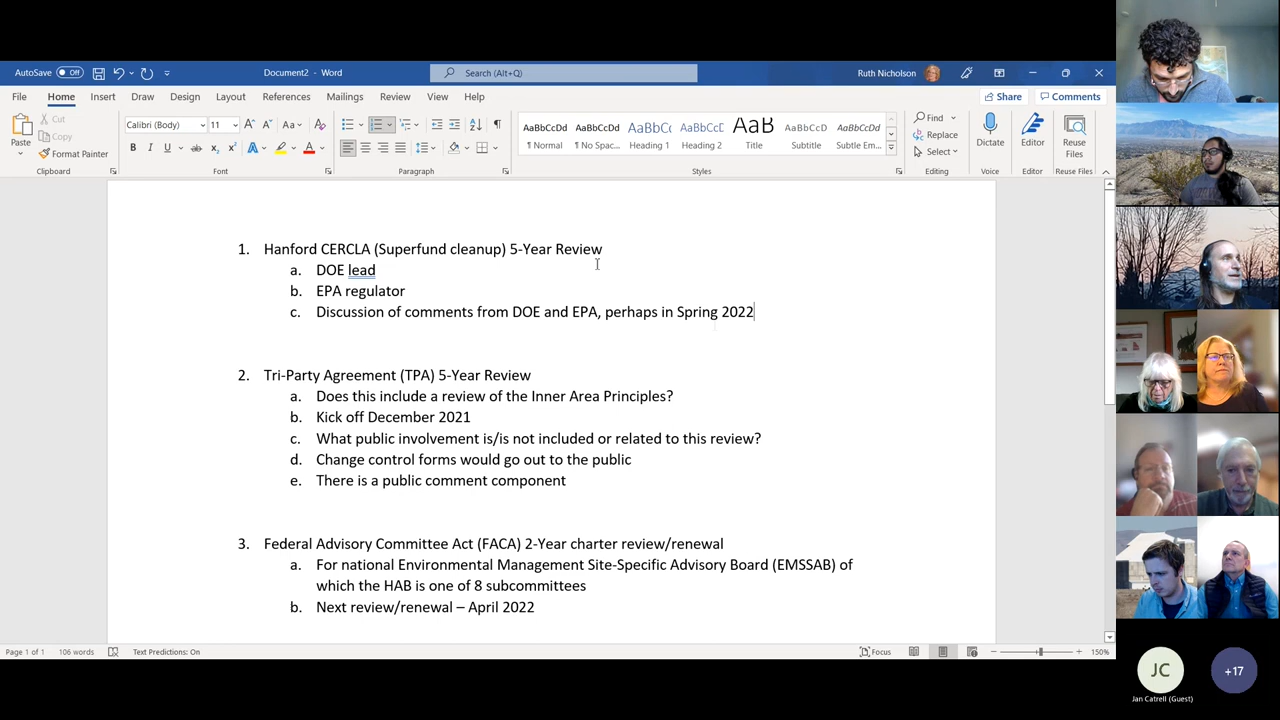 AutoSave Off
Document2 - Word
Search (Alt+Q)
Ruth Nicholson
File Home Insert Draw Design Layout References Mailings Review View Help
Share Comments
Paste
Cut
Copy
Format Painter
Clipboard
Calibri (Body) 11
Font
Paragraph
AaBbCcDd AaBbCcDd AaBbC AaBbCcD AaB AaBbCcD AaBbCcDd
¶ Normal ¶ No Spac... Heading 1 Heading 2 Title Subtitle Subtle Em...
Styles
Find
Replace
Select
Editing
Dictate
Voice
Editor
Editor
Reuse
Files
Reuse Files
1. Hanford CERCLA (Superfund cleanup) 5-Year Review
a. DOE lead
b. EPA regulator
c. Discussion of comments from DOE and EPA, perhaps in Spring 2022
2. Tri-Party Agreement (TPA) 5-Year Review
a. Does this include a review of the Inner Area Principles?
b. Kick off December 2021
c. What public involvement is/is not included or related to this review?
d. Change control forms would go out to the public
e. There is a public comment component
3. Federal Advisory Committee Act (FACA) 2-Year charter review/renewal
a. For national Environmental Management Site-Specific Advisory Board (EMSSAB) of
which the HAB is one of 8 subcommittees
b. Next review/renewal – April 2022
Page 1 of 1 106 words Text Predictions: On
Focus
150%
JC
+17
Jan Catrell (Guest)